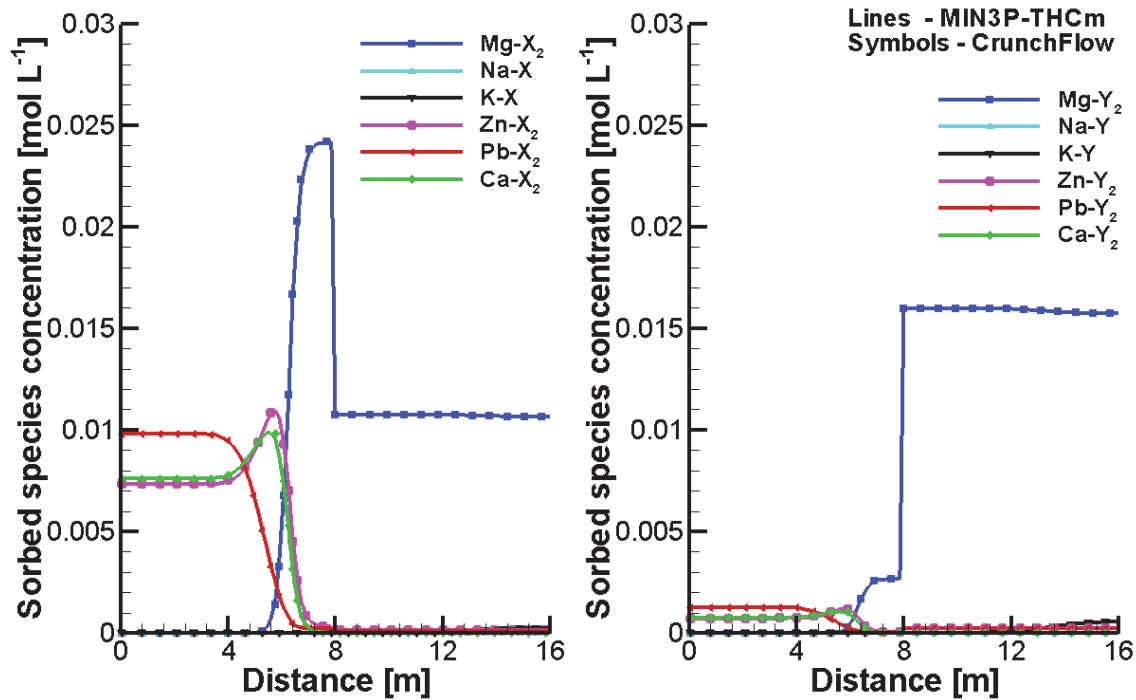 Sorbed species concentration [mol L⁻¹]
0.03
0.025
0.02
0.015
0.01
0.005
0
0 4 8 12 16
Distance [m]
Mg-X₂
Na-X
K-X
Zn-X₂
Pb-X₂
Ca-X₂
Lines - MIN3P-THCm
Symbols - CrunchFlow
Sorbed species concentration [mol L⁻¹]
0.03
0.025
0.02
0.015
0.01
0.005
0
0 4 8 12 16
Distance [m]
Mg-Y₂
Na-Y
K-Y
Zn-Y₂
Pb-Y₂
Ca-Y₂